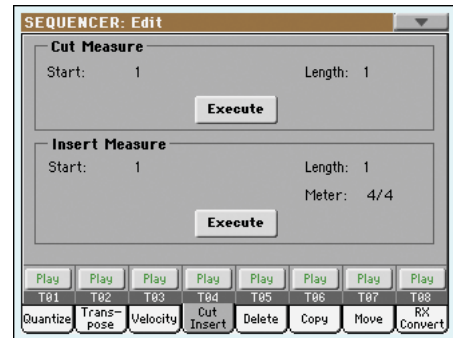 SEQUENCER: Edit
Cut Measure
Start: 1 Length: 1
Execute
Insert Measure
Start: 1 Length: 1
Meter: 4/4
Execute
Play Play Play Play Play Play Play Play
T01 T02 T03 T04 T05 T06 T07 T08
Quantize Trans- Velocity Cut Delete Copy Move RX
pose Insert Convert